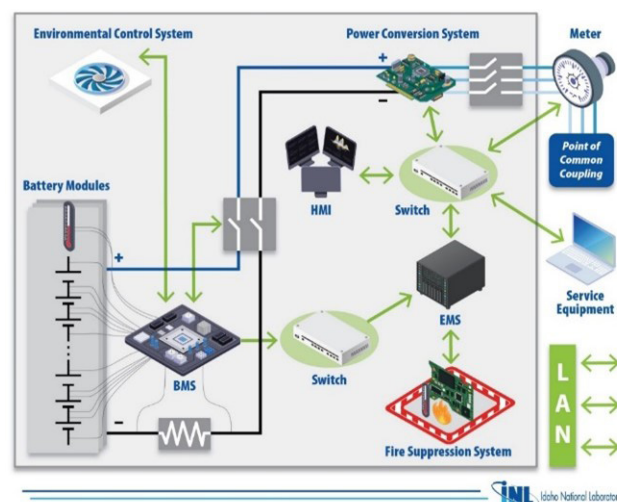 Environmental Control System
Power Conversion System
Meter
+
−
Point of
Common
Coupling
Battery Modules
HMI
Switch
+
Service
Equipment
EMS
BMS
Switch
−
Fire Suppression System
L
A
N
INL Idaho National Laborator